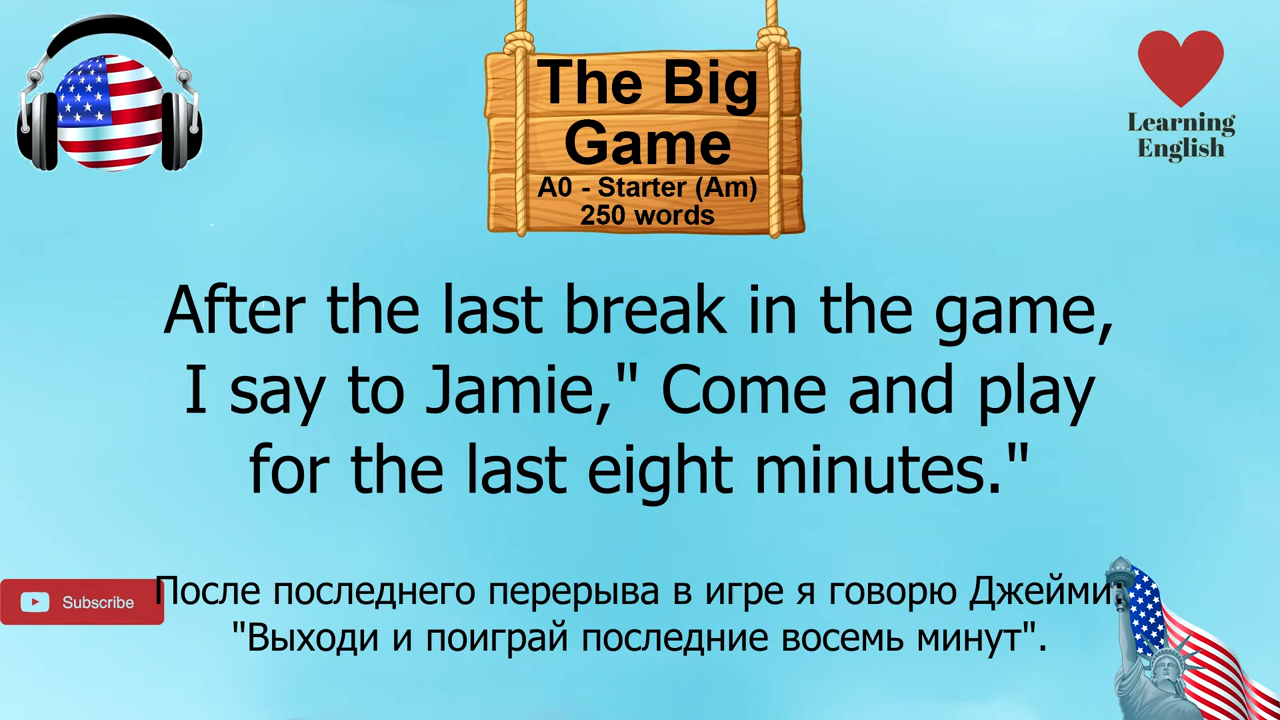 The Big
Game
A0 - Starter (Am)
250 words
Learning
English
After the last break in the game,
I say to Jamie," Come and play
for the last eight minutes."
Subscribe
После последнего перерыва в игре я говорю Джейми:
"Выходи и поиграй последние восемь минут".